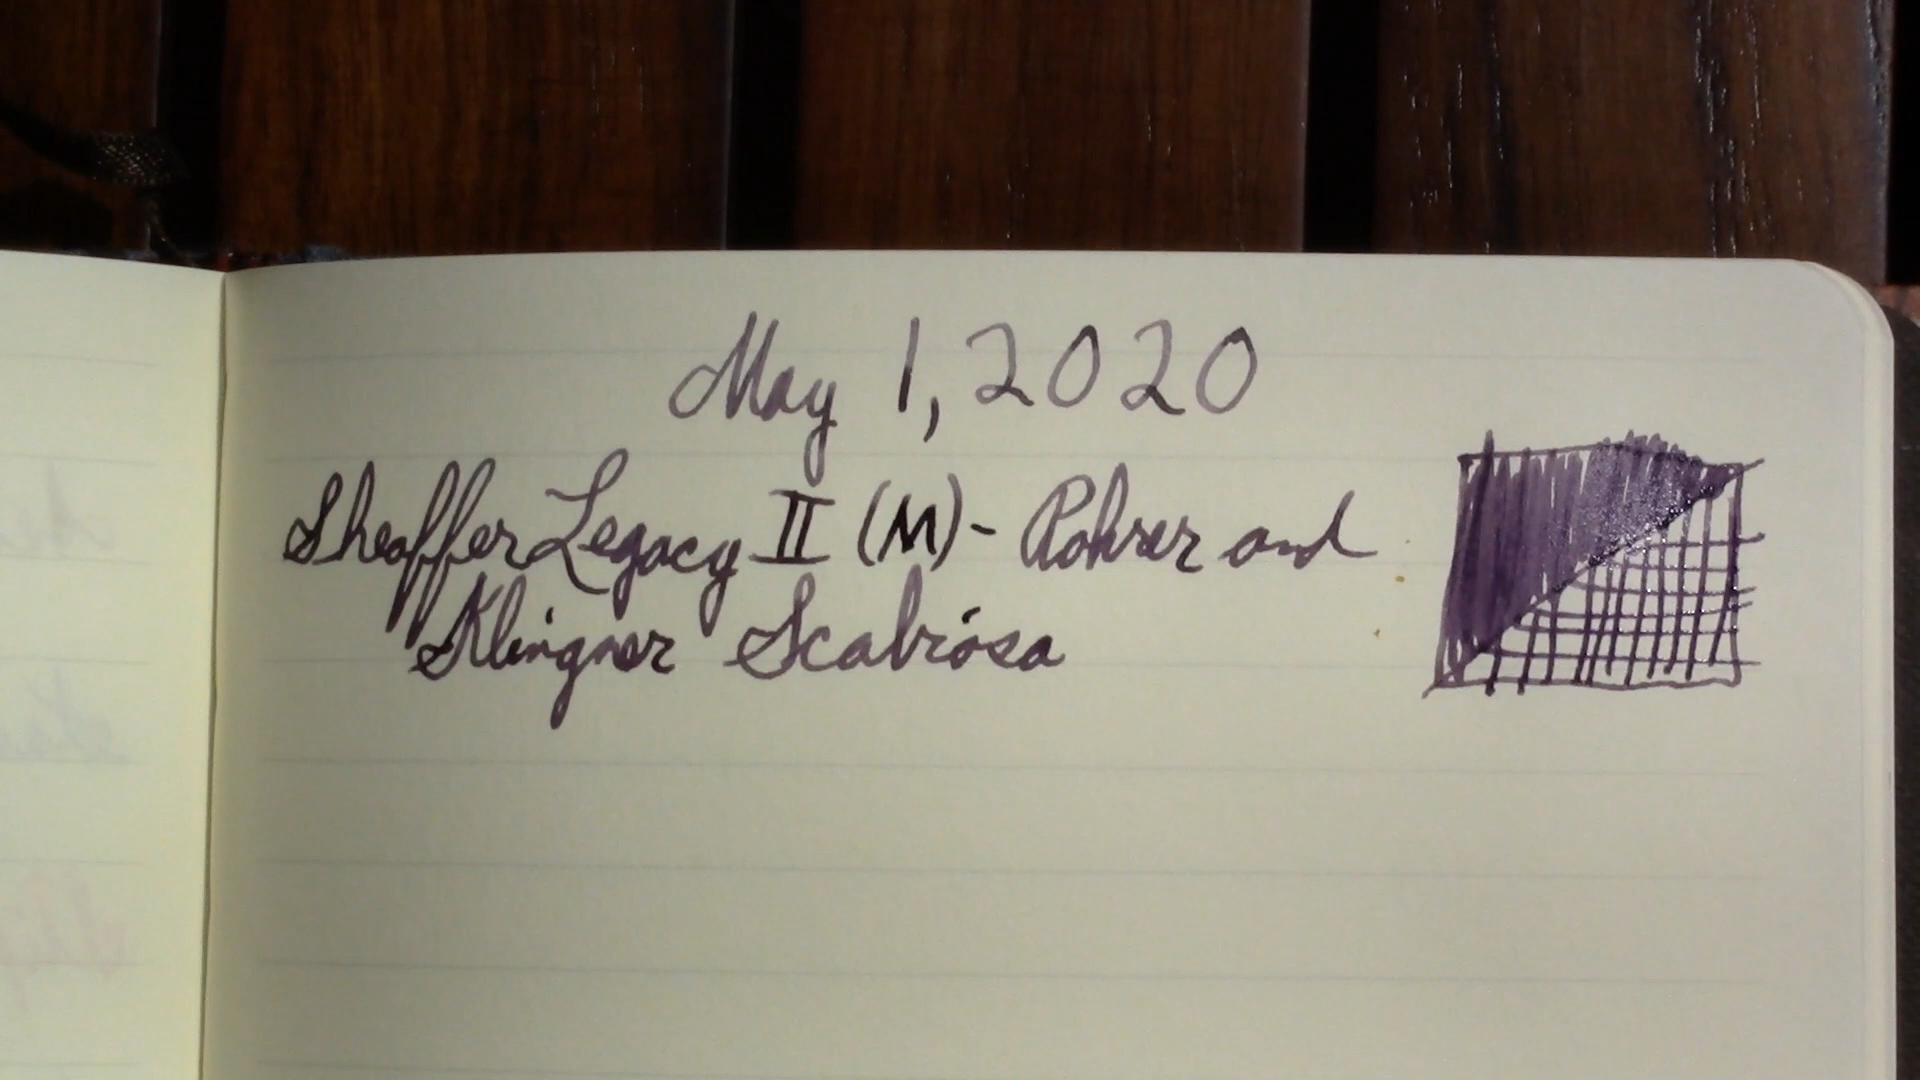 May 1, 2020
Sheaffer Legacy II (M) - Rohrer and
Klingner Scabiosa